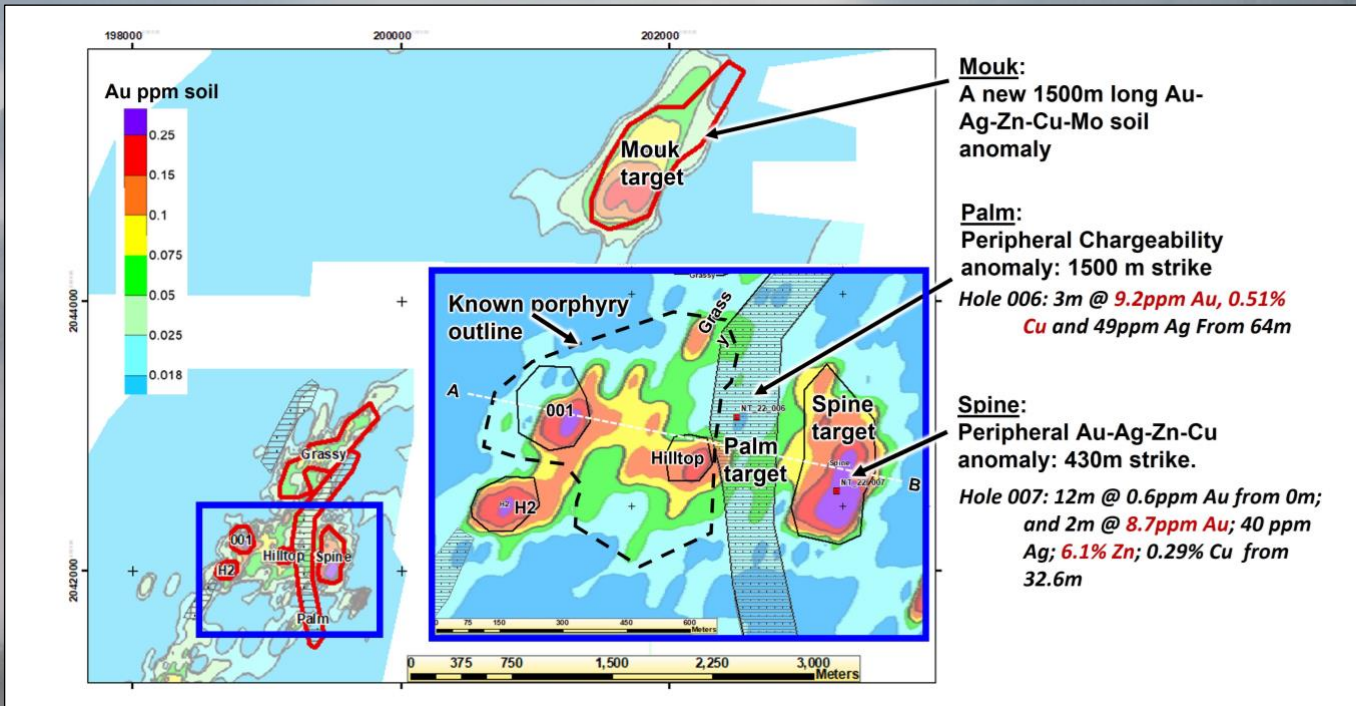 198000
200000
202000
Au ppm soil
0.25
0.15
0.1
0.075
0.05
0.025
0.018
204000
2042000
Mouk
target
Mouk:
A new 1500m long Au-
Ag-Zn-Cu-Mo soil
anomaly
Palm:
Peripheral Chargeability
anomaly: 1500 m strike
Hole 006: 3m @ 9.2ppm Au, 0.51%
Cu and 49ppm Ag From 64m
Spine:
Peripheral Au-Ag-Zn-Cu
anomaly: 430m strike.
Hole 007: 12m @ 0.6ppm Au from 0m;
and 2m @ 8.7ppm Au; 40 ppm
Ag; 6.1% Zn; 0.29% Cu from
32.6m
Grassy
001
H2
Hilltop
Spine
Palm
Known porphyry
outline
Grassy
Grass
y
A
001
NT_22_006
Spine
target
Hilltop
Palm
target
Spine
B
H2
H2
0 75 150 300 450 600
Meters
0 375 750 1,500 2,250 3,000
Meters